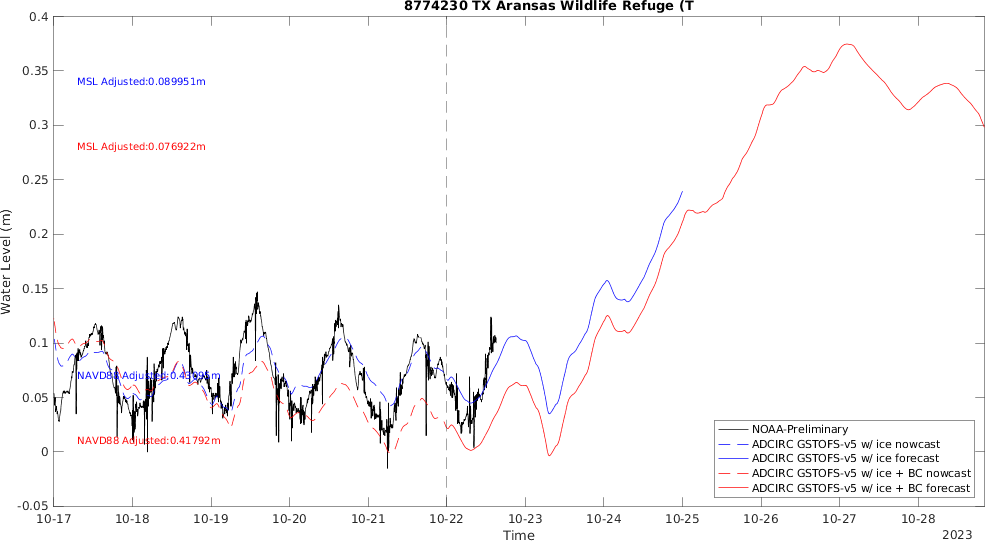 8774230 TX Aransas Wildlife Refuge (T
0.4
0.35
0.3
0.25
0.2
0.15
0.1
0.05
0
-0.05
Water Level (m)
MSL Adjusted:0.089951m
MSL Adjusted:0.076922m
NAVD88 Adjusted:0.43095m
NAVD88 Adjusted:0.41792m
NOAA-Preliminary
ADCIRC GSTOFS-v5 w/ ice nowcast
ADCIRC GSTOFS-v5 w/ ice forecast
ADCIRC GSTOFS-v5 w/ ice + BC nowcast
ADCIRC GSTOFS-v5 w/ ice + BC forecast
10-17 10-18 10-19 10-20 10-21 10-22 10-23 10-24 10-25 10-26 10-27 10-28
Time
2023